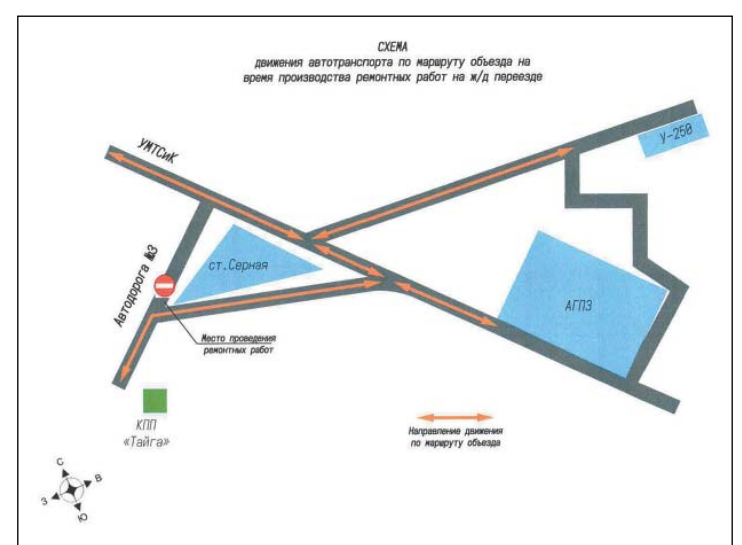 СХЕМА
движения автотранспорта по маршруту объезда на
время производства ремонтных работ на ж/д переезде
УМТСиК
У-250
Автодорога №3
ст.Серная
АГПЗ
Место проведения
ремонтных работ
КПП
«Тайга»
Направление движения
по маршруту объезда
С
В
З
Ю